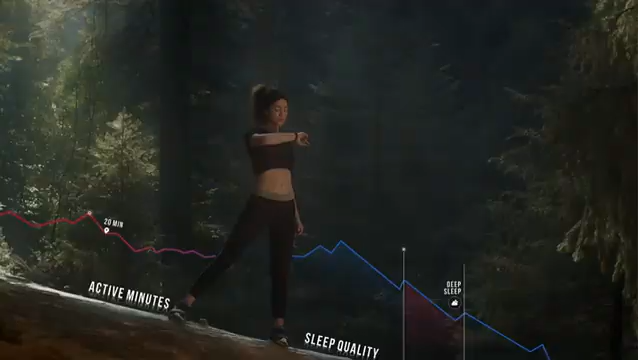 20 MIN
ACTIVE MINUTES
DEEP
SLEEP
SLEEP QUALITY